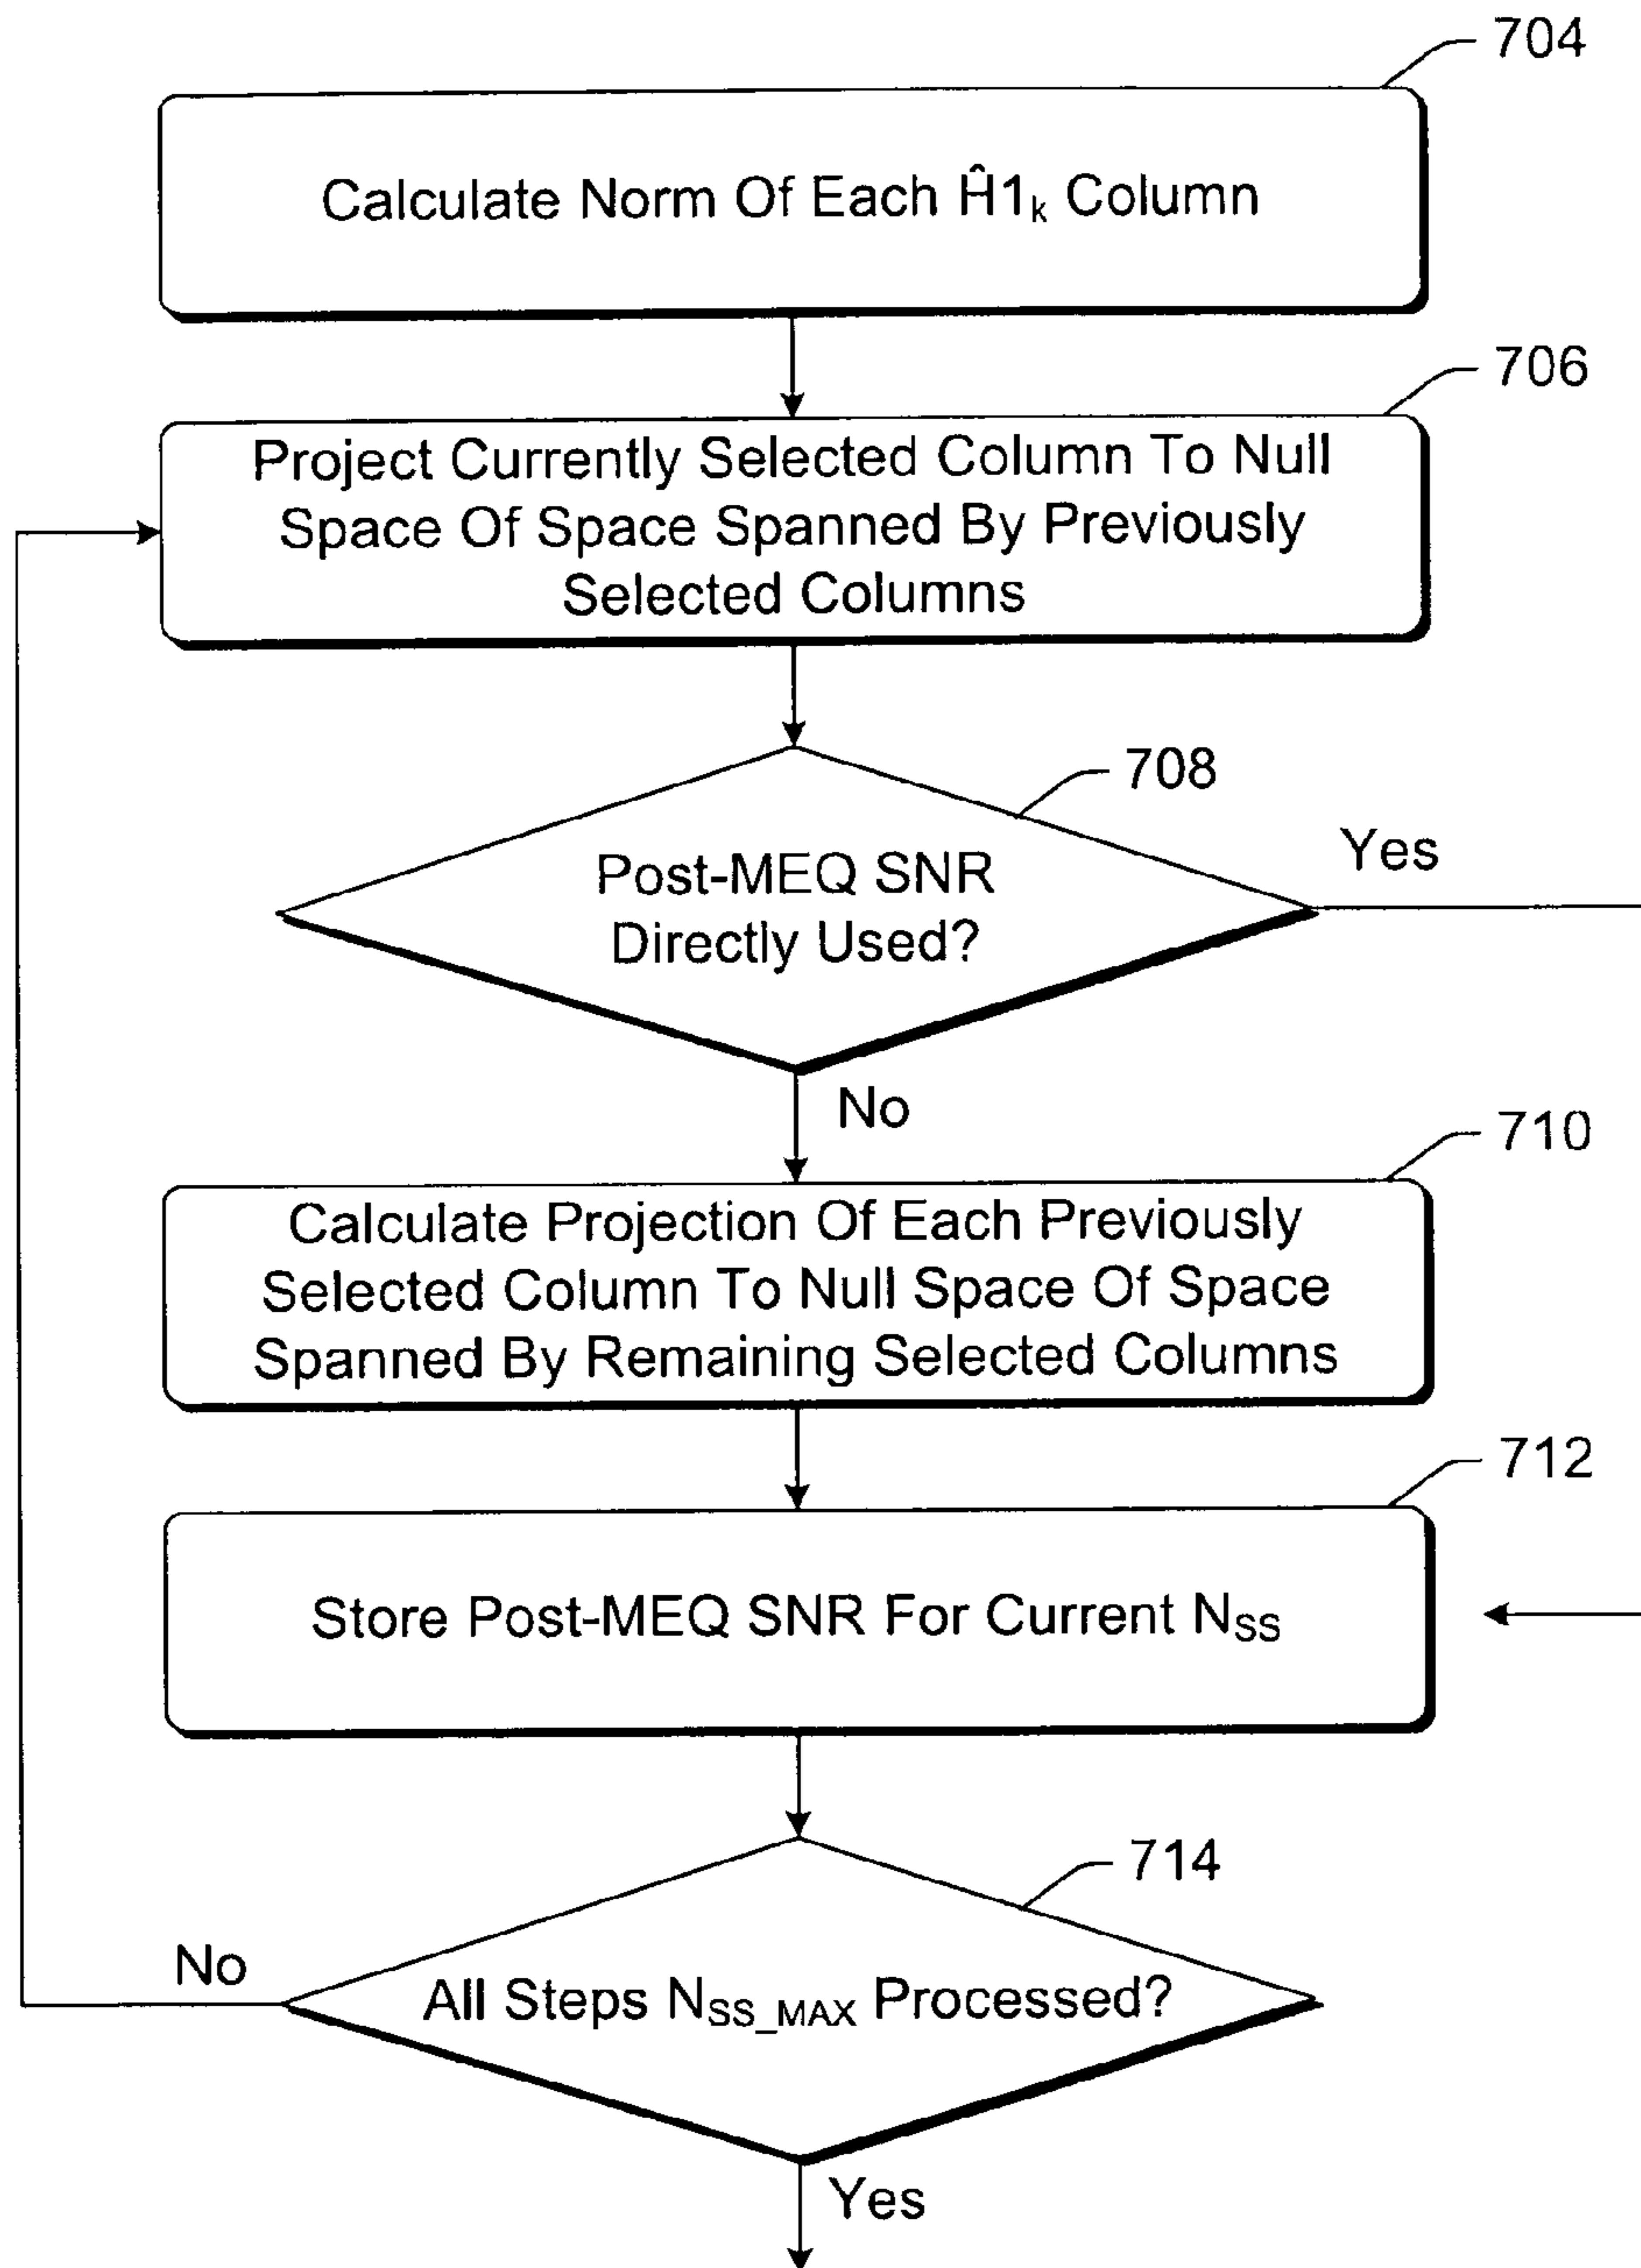 704
Calculate Norm Of Each Ĥ1ₖ Column
706
Project Currently Selected Column To Null
Space Of Space Spanned By Previously
Selected Columns
708
Post-MEQ SNR
Directly Used?
Yes
No
710
Calculate Projection Of Each Previously
Selected Column To Null Space Of Space
Spanned By Remaining Selected Columns
712
Store Post-MEQ SNR For Current N_SS
714
All Steps N_SS_MAX Processed?
No
Yes